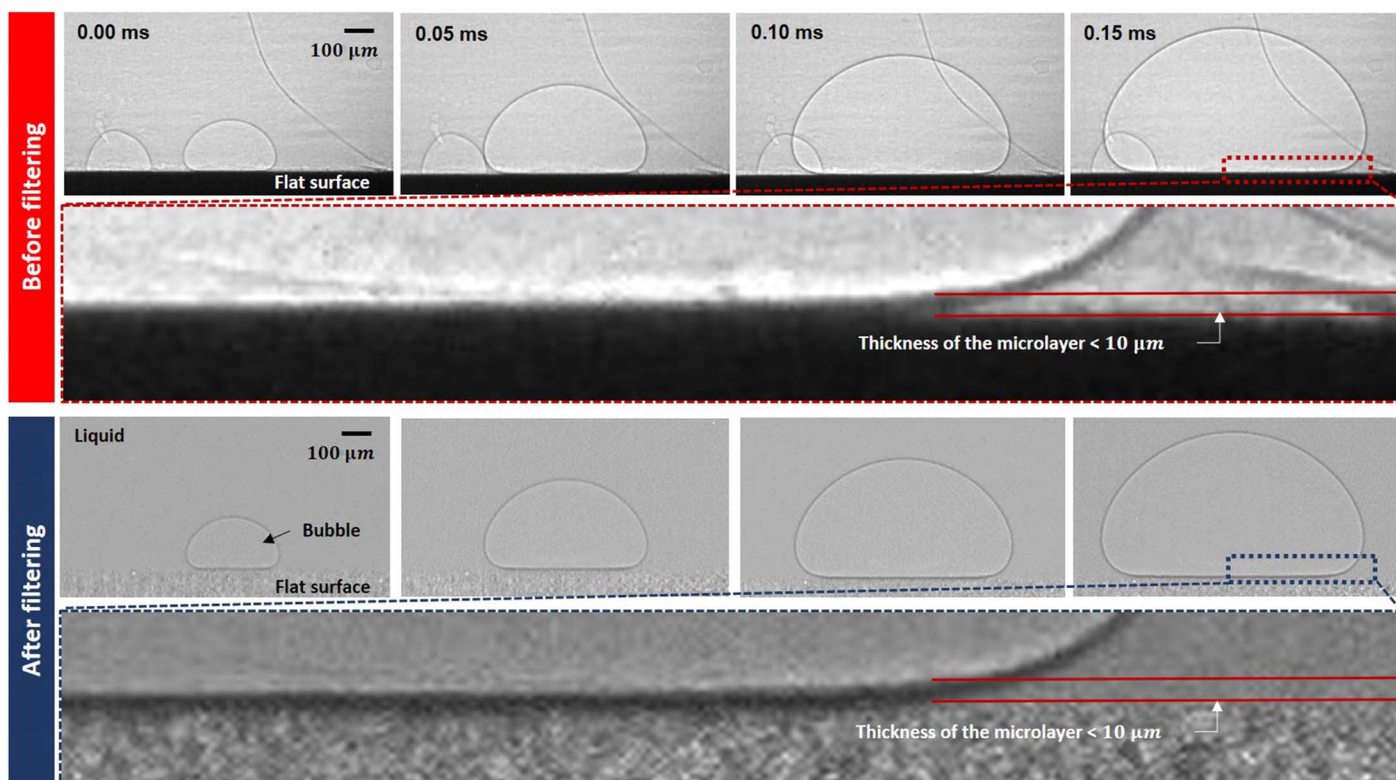 Before filtering
0.00 ms
100 μm
Flat surface
0.05 ms
0.10 ms
0.15 ms
Thickness of the microlayer < 10 μm
After filtering
Liquid
100 μm
Bubble
Flat surface
Thickness of the microlayer < 10 μm